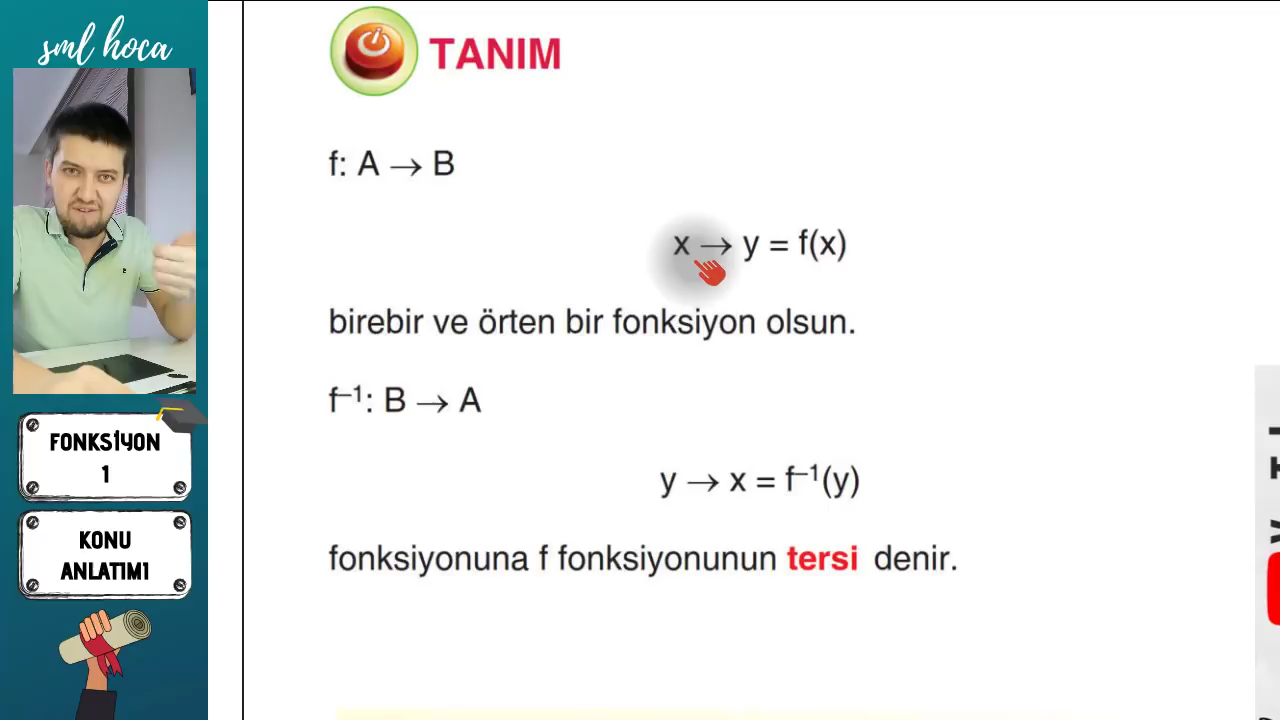 sml hoca
TANIM
f: A → B
x → y = f(x)
birebir ve örten bir fonksiyon olsun.
f⁻¹: B → A
y → x = f⁻¹(y)
fonksiyonuna f fonksiyonunun tersi denir.
FONKSİYON
1
KONU
ANLATIMI